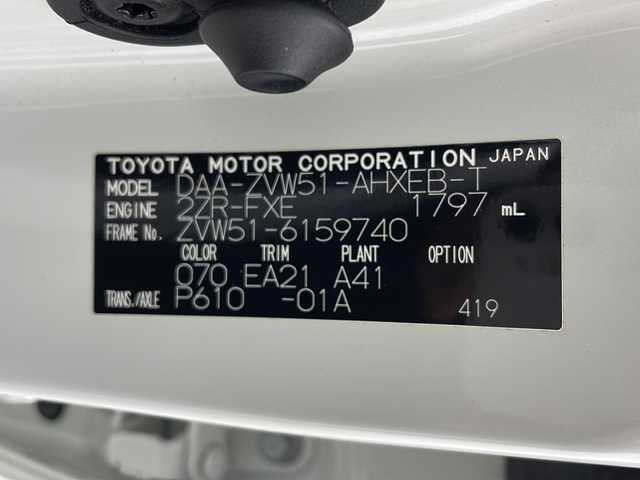 TOYOTA MOTOR CORPORATION JAPAN
MODEL DAA-ZVW51-AHXEB-T
ENGINE 2ZR-FXE 1797 mL
FRAME No. ZVW51-6159740
COLOR TRIM PLANT OPTION
070 EA21 A41
TRANS./AXLE P610 -01A 419